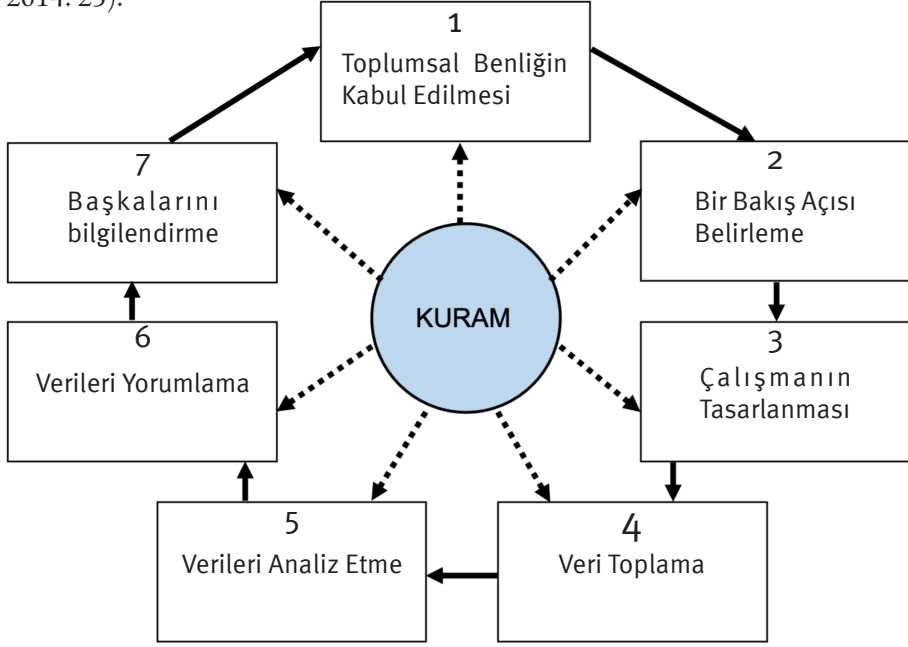 2014: 25).
1
Toplumsal Benliğin
Kabul Edilmesi
2
Bir Bakış Açısı
Belirleme
3
Çalışmanın
Tasarlanması
4
Veri Toplama
5
Verileri Analiz Etme
6
Verileri Yorumlama
7
Başkalarını
bilgilendirme
KURAM